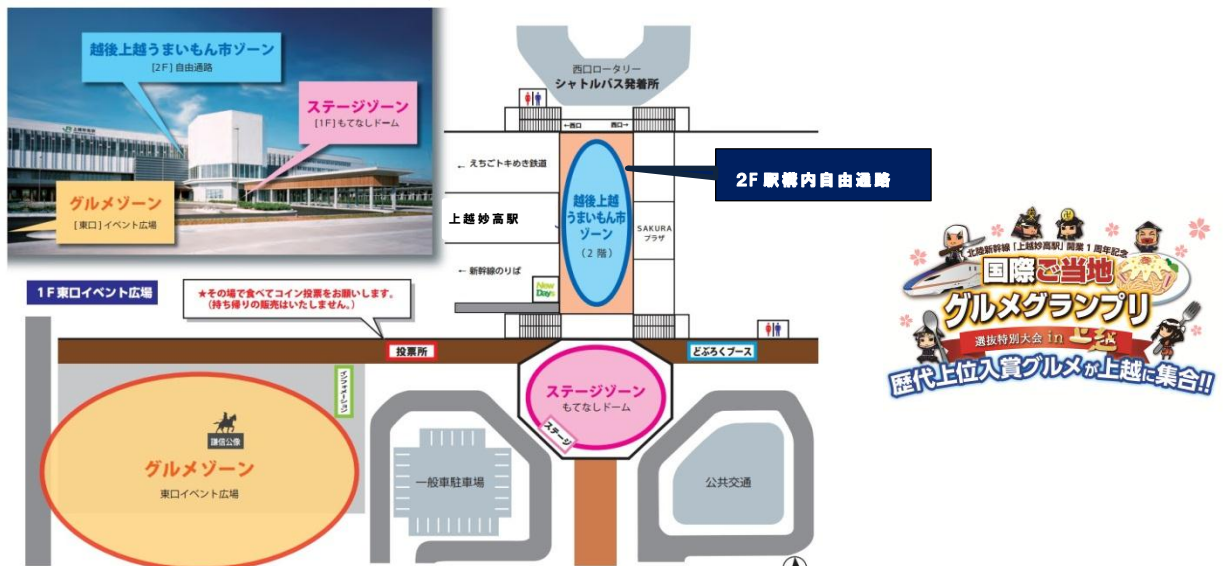 越後上越うまいもん市ゾーン
[2F] 自由通路
ステージゾーン
[1F] もてなしドーム
グルメゾーン
[東口] イベント広場
西口ロータリー
シャトルバス発着所
←西口 西口→
← えちごトキめき鉄道
上越妙高駅
← 新幹線のりば
越後上越
うまいもん市
ゾーン
(2階)
SAKURA
プラザ
New
Days
2F 駅構内自由通路
北陸新幹線「上越妙高駅」開業1周年記念
国際ご当地
グルメグランプリ
選抜特別大会 in 上越
歴代上位入賞グルメが上越に集合!!
1F東口イベント広場
★その場で食べてコイン投票をお願いします。
(持ち帰りの販売はいたしません。)
投票所
どぶろくブース
インフォメーション
ステージゾーン
もてなしドーム
ステージ
謙信公像
グルメゾーン
東口イベント広場
一般車駐車場
公共交通